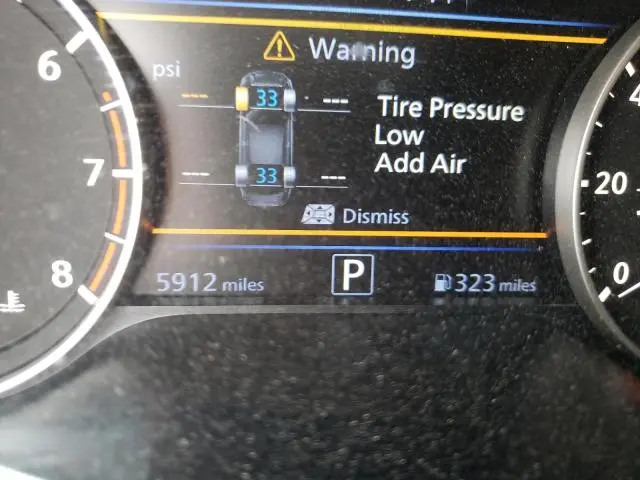 6
7
8
Warning
psi
--- 33 ---
Tire Pressure
Low
Add Air
--- 33 ---
Dismiss
5912 miles
P
323 miles
4
20
0